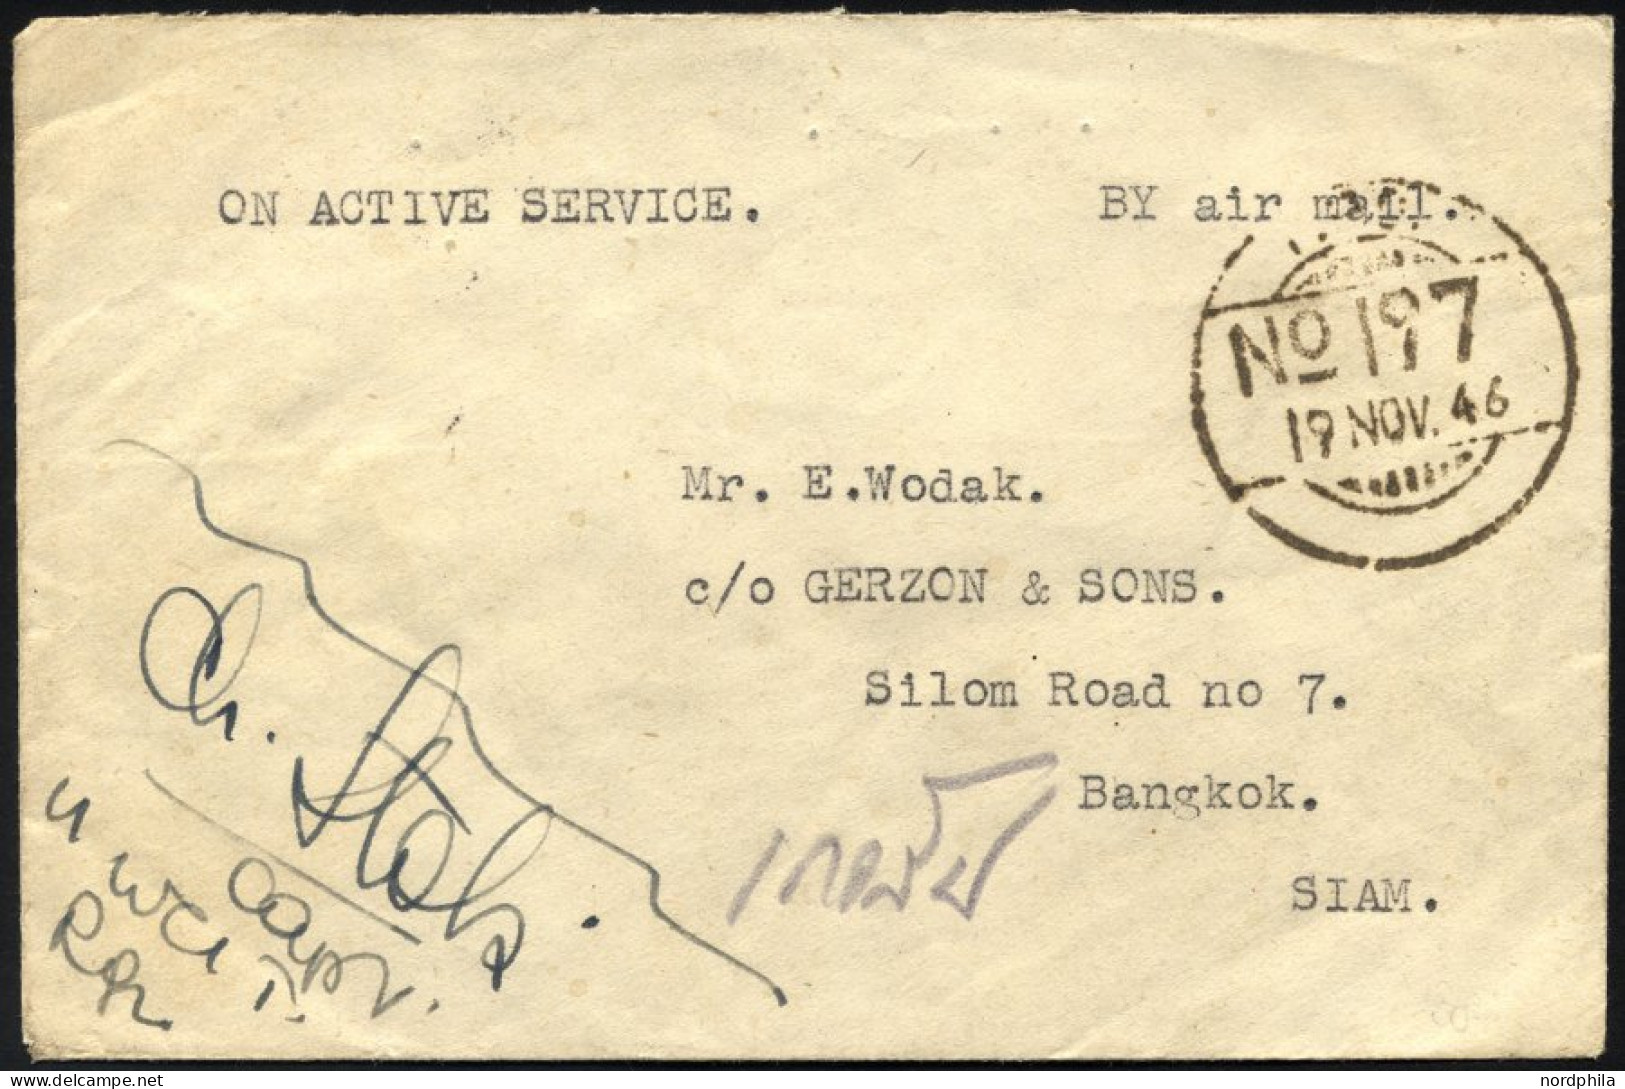 ON ACTIVE SERVICE.
BY air mail.
No 197
19 NOV. 46
Mr. E.Wodak.
c/o GERZON & SONS.
Silom Road no 7.
Bangkok.
SIAM.
nordphila